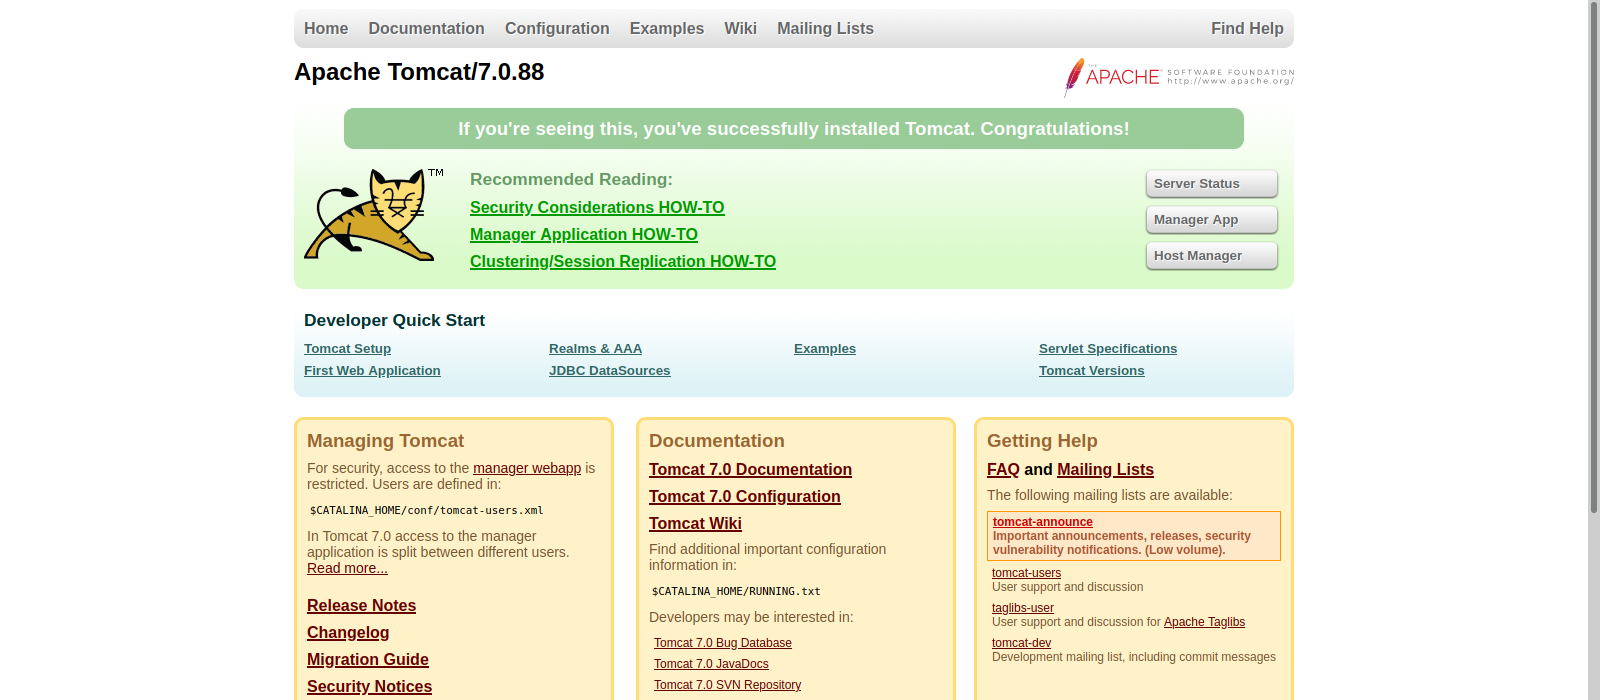 Home Documentation Configuration Examples Wiki Mailing Lists Find Help
Apache Tomcat/7.0.88
THE APACHE SOFTWARE FOUNDATION
http://www.apache.org/
If you're seeing this, you've successfully installed Tomcat. Congratulations!
TM
Recommended Reading:
Security Considerations HOW-TO
Manager Application HOW-TO
Clustering/Session Replication HOW-TO
Server Status
Manager App
Host Manager
Developer Quick Start
Tomcat Setup
First Web Application
Realms & AAA
JDBC DataSources
Examples
Servlet Specifications
Tomcat Versions
Managing Tomcat
For security, access to the manager webapp is
restricted. Users are defined in:
$CATALINA_HOME/conf/tomcat-users.xml
In Tomcat 7.0 access to the manager
application is split between different users.
Read more...
Release Notes
Changelog
Migration Guide
Security Notices
Documentation
Tomcat 7.0 Documentation
Tomcat 7.0 Configuration
Tomcat Wiki
Find additional important configuration
information in:
$CATALINA_HOME/RUNNING.txt
Developers may be interested in:
Tomcat 7.0 Bug Database
Tomcat 7.0 JavaDocs
Tomcat 7.0 SVN Repository
Getting Help
FAQ and Mailing Lists
The following mailing lists are available:
tomcat-announce
Important announcements, releases, security
vulnerability notifications. (Low volume).
tomcat-users
User support and discussion
taglibs-user
User support and discussion for Apache Taglibs
tomcat-dev
Development mailing list, including commit messages